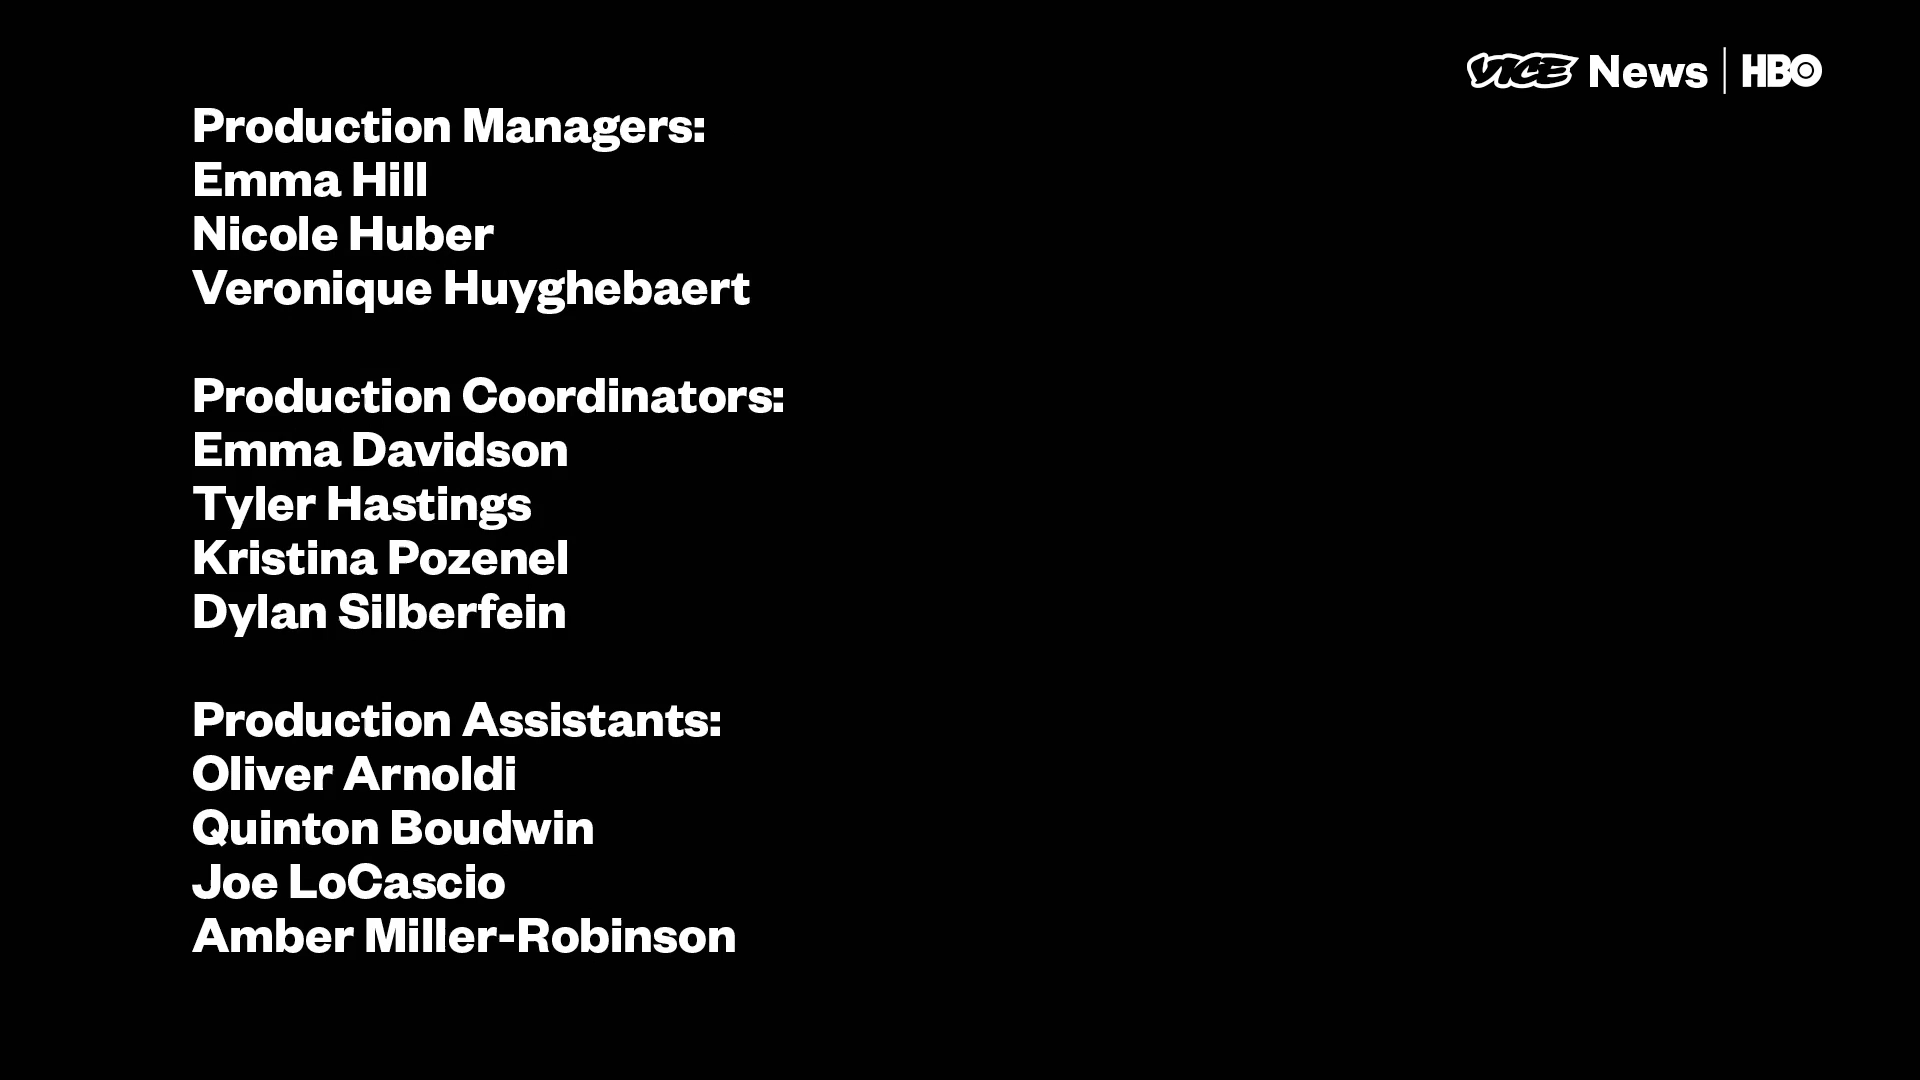 VICE News | HBO
Production Managers:
Emma Hill
Nicole Huber
Veronique Huyghebaert
Production Coordinators:
Emma Davidson
Tyler Hastings
Kristina Pozenel
Dylan Silberfein
Production Assistants:
Oliver Arnoldi
Quinton Boudwin
Joe LoCascio
Amber Miller-Robinson